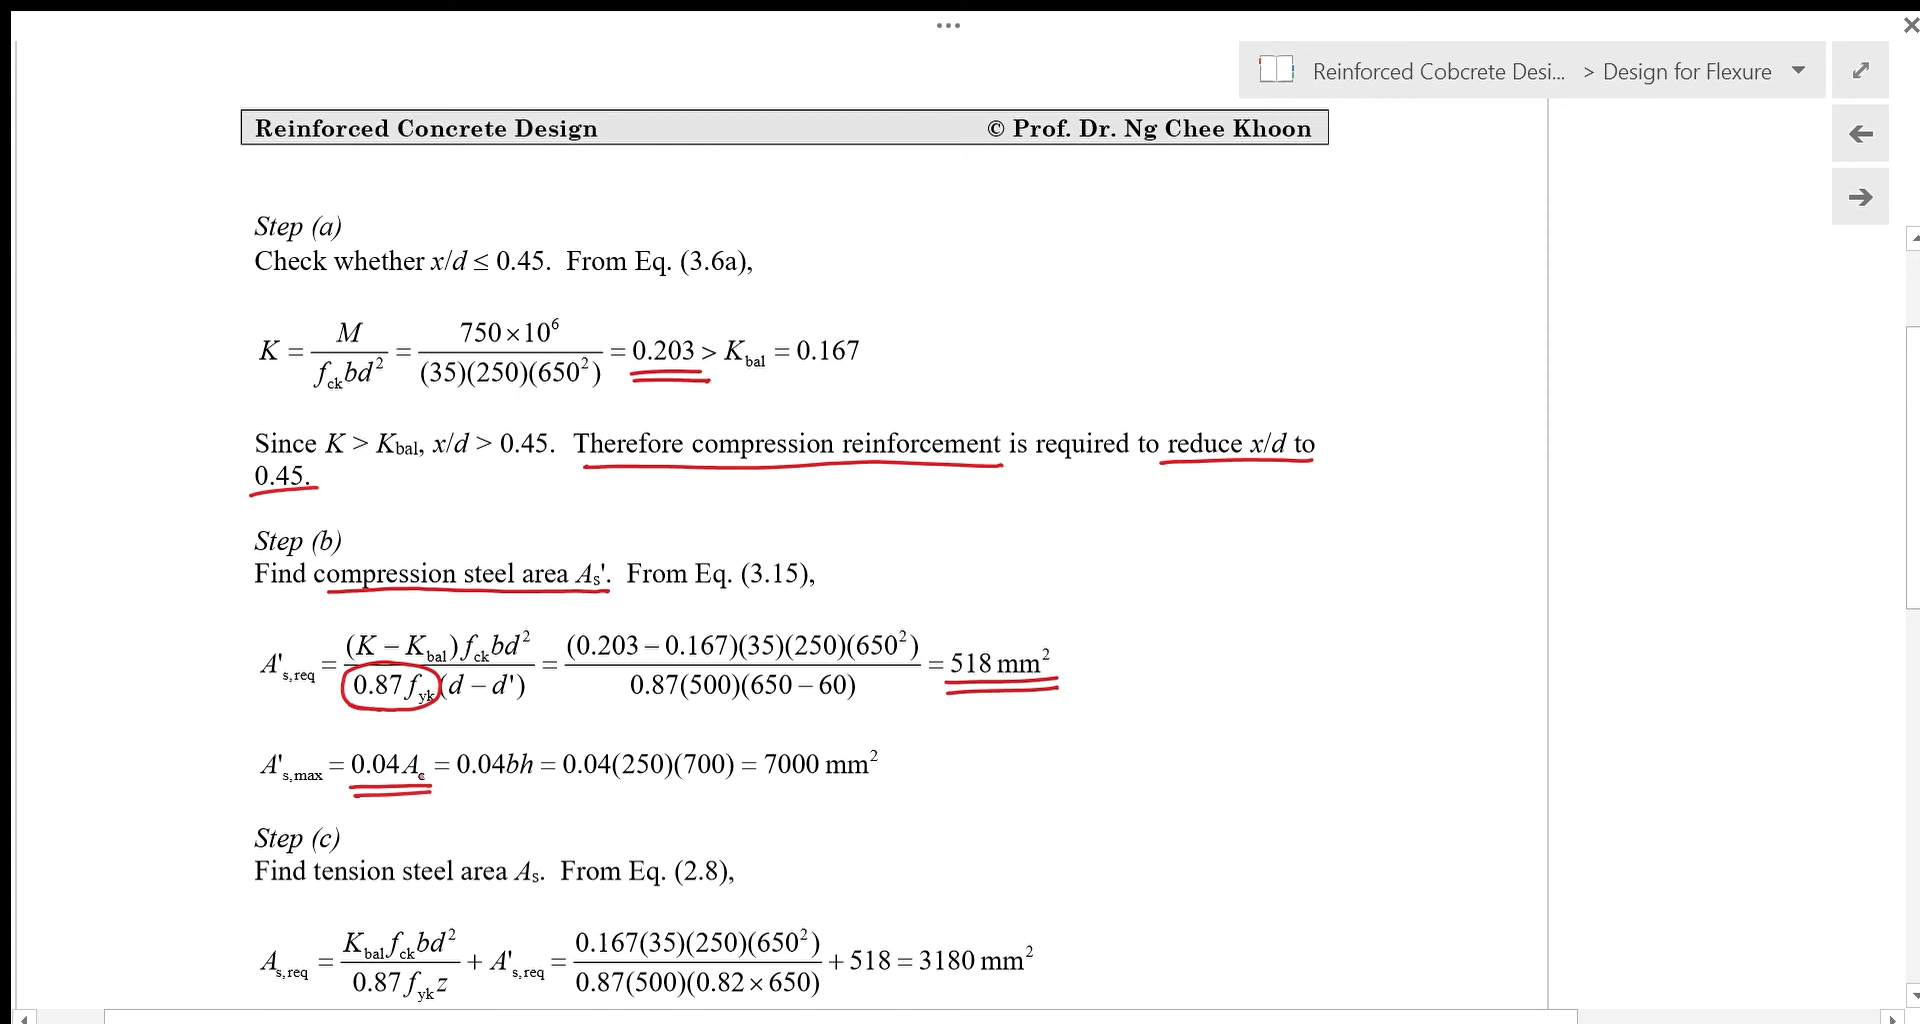 ...
Reinforced Cobcrete Desi... > Design for Flexure
Reinforced Concrete Design © Prof. Dr. Ng Chee Khoon
Step (a)
Check whether x/d ≤ 0.45. From Eq. (3.6a),
K = M / f_ck bd² = 750×10⁶ / (35)(250)(650²) = 0.203 > K_bal = 0.167
Since K > K_bal, x/d > 0.45. Therefore compression reinforcement is required to reduce x/d to
0.45.
Step (b)
Find compression steel area A_s'. From Eq. (3.15),
A'_s,req = (K − K_bal) f_ck bd² / 0.87 f_yk (d − d') = (0.203 − 0.167)(35)(250)(650²) / 0.87(500)(650 − 60) = 518 mm²
A'_s,max = 0.04A_c = 0.04bh = 0.04(250)(700) = 7000 mm²
Step (c)
Find tension steel area A_s. From Eq. (2.8),
A_s,req = K_bal f_ck bd² / 0.87 f_yk z + A'_s,req = 0.167(35)(250)(650²) / 0.87(500)(0.82 × 650) + 518 = 3180 mm²